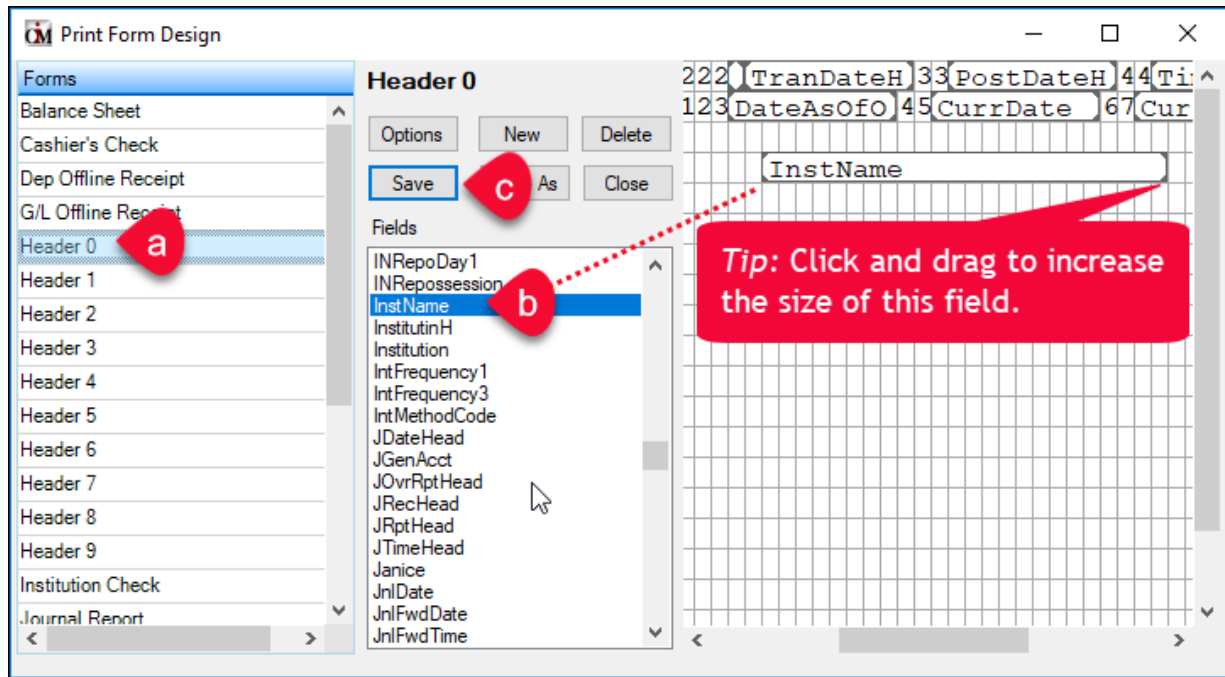 Print Form Design
Forms
Balance Sheet
Cashier's Check
Dep Offline Receipt
G/L Offline Receipt
Header 0
a
Header 1
Header 2
Header 3
Header 4
Header 5
Header 6
Header 7
Header 8
Header 9
Institution Check
Journal Report
Header 0
Options New Delete
Save c As Close
Fields
INRepoDay1
INRepossession
InstName
b
InstitutinH
Institution
IntFrequency1
IntFrequency3
IntMethodCode
JDateHead
JGenAcct
JOvrRptHead
JRecHead
JRptHead
JTimeHead
Janice
JnlDate
JnlFwdDate
JnlFwdTime
222 TranDateH 33 PostDateH 44 Ti
123 DateAsOfO 45 CurrDate 67 Cur
InstName
Tip: Click and drag to increase
the size of this field.